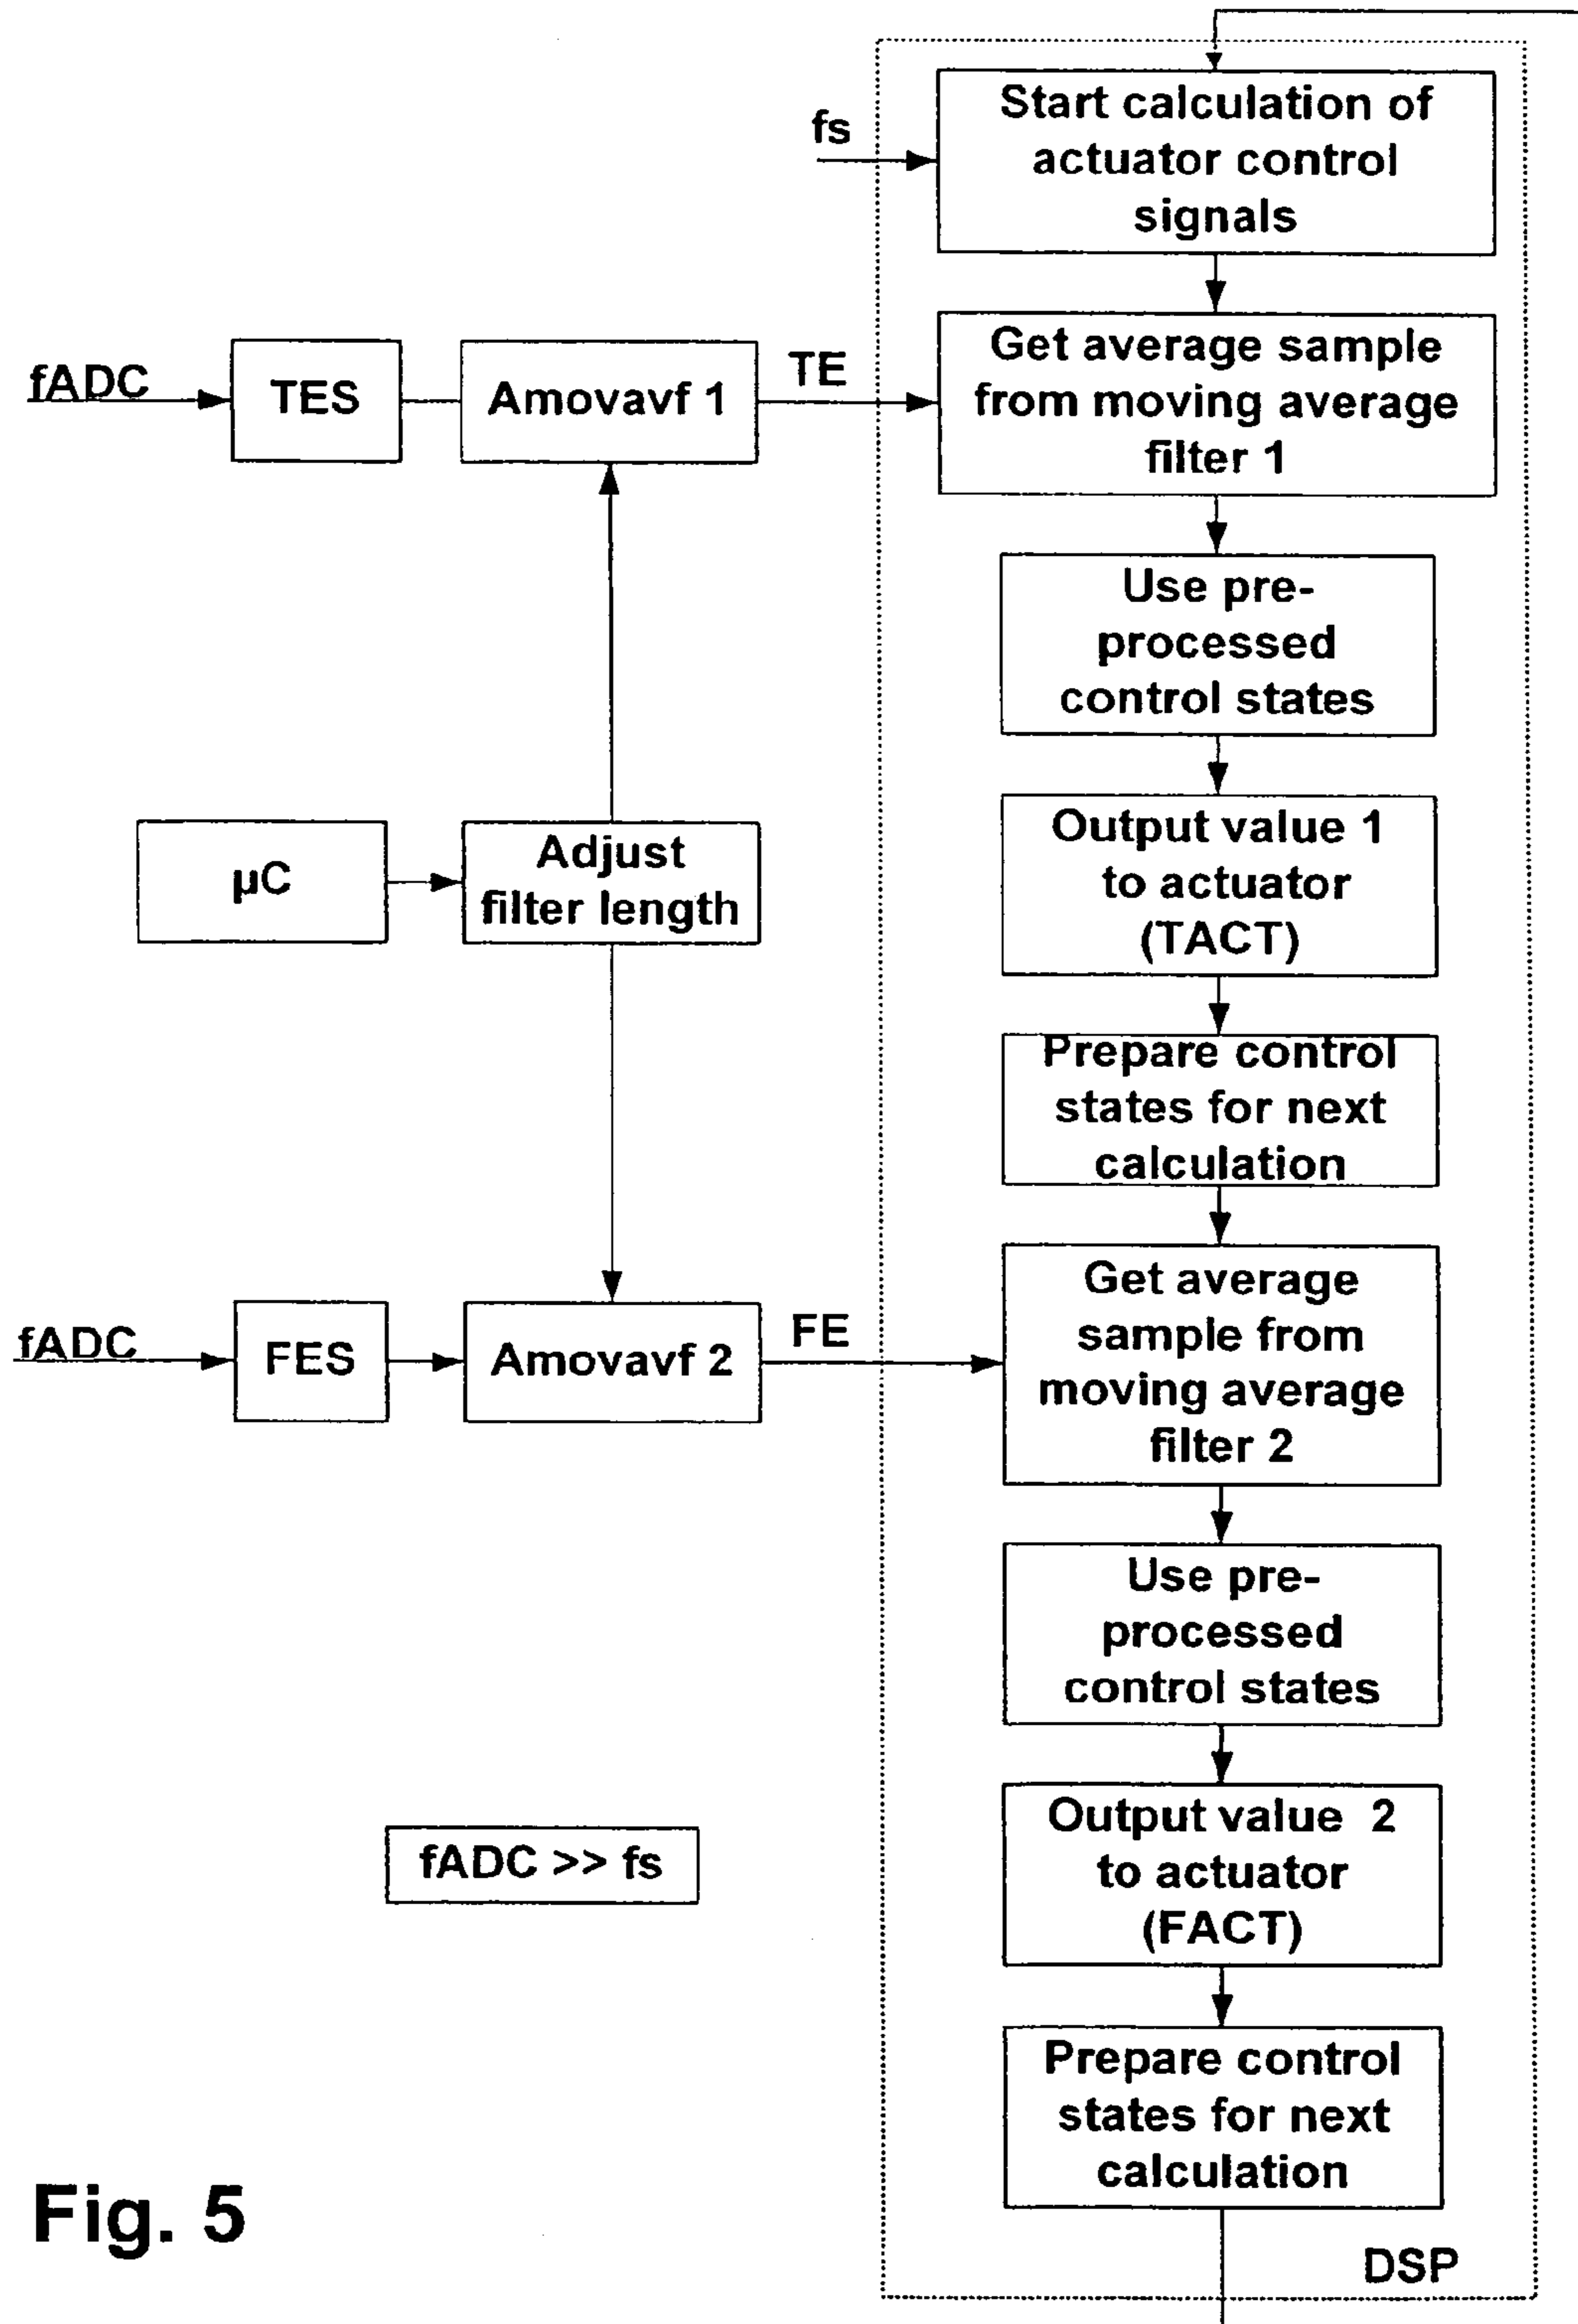 fs
Start calculation of
actuator control
signals
fADC
TES
Amovavf 1
TE
Get average sample
from moving average
filter 1
Use pre-
processed
control states
µC
Adjust
filter length
Output value 1
to actuator
(TACT)
Prepare control
states for next
calculation
fADC
FES
Amovavf 2
FE
Get average
sample from
moving average
filter 2
Use pre-
processed
control states
fADC >> fs
Output value 2
to actuator
(FACT)
Prepare control
states for next
calculation
Fig. 5
DSP